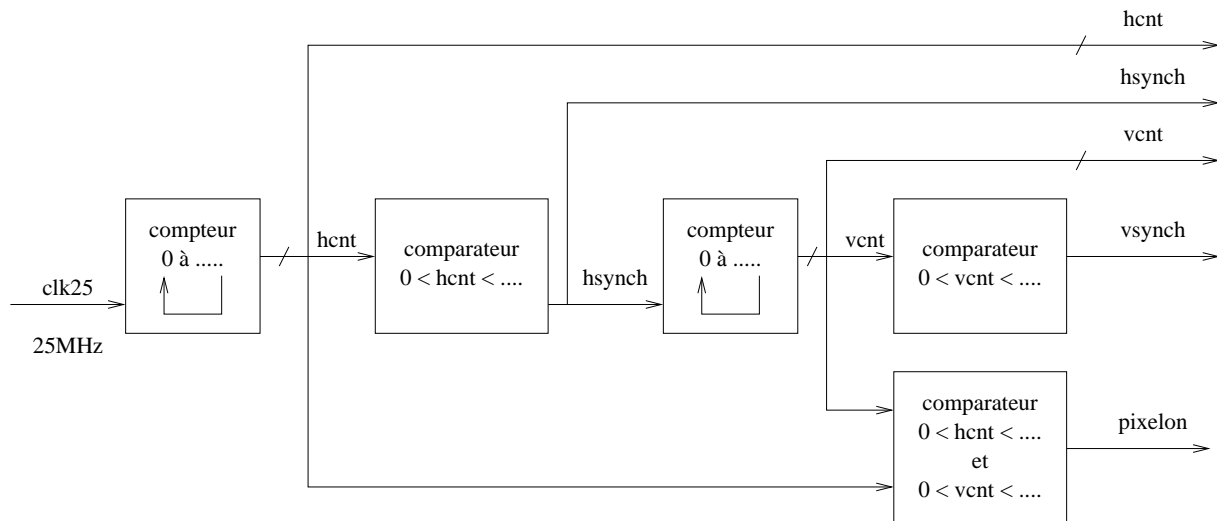 hcnt
hsynch
vcnt
compteur
0 à .....
hcnt
comparateur
0 < hcnt < ....
hsynch
compteur
0 à .....
vcnt
comparateur
0 < vcnt < ....
vsynch
clk25
25MHz
comparateur
0 < hcnt < ....
et
0 < vcnt < ....
pixelon